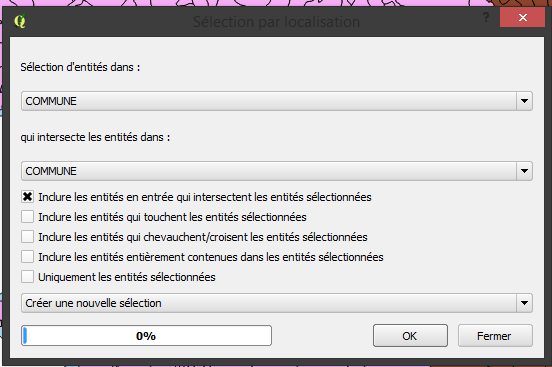 Sélection par localisation
Sélection d'entités dans :
COMMUNE
qui intersecte les entités dans :
COMMUNE
Inclure les entités en entrée qui intersectent les entités sélectionnées
Inclure les entités qui touchent les entités sélectionnées
Inclure les entités qui chevauchent/croisent les entités sélectionnées
Inclure les entités entièrement contenues dans les entités sélectionnées
Uniquement les entités sélectionnées
Créer une nouvelle sélection
0%
OK
Fermer